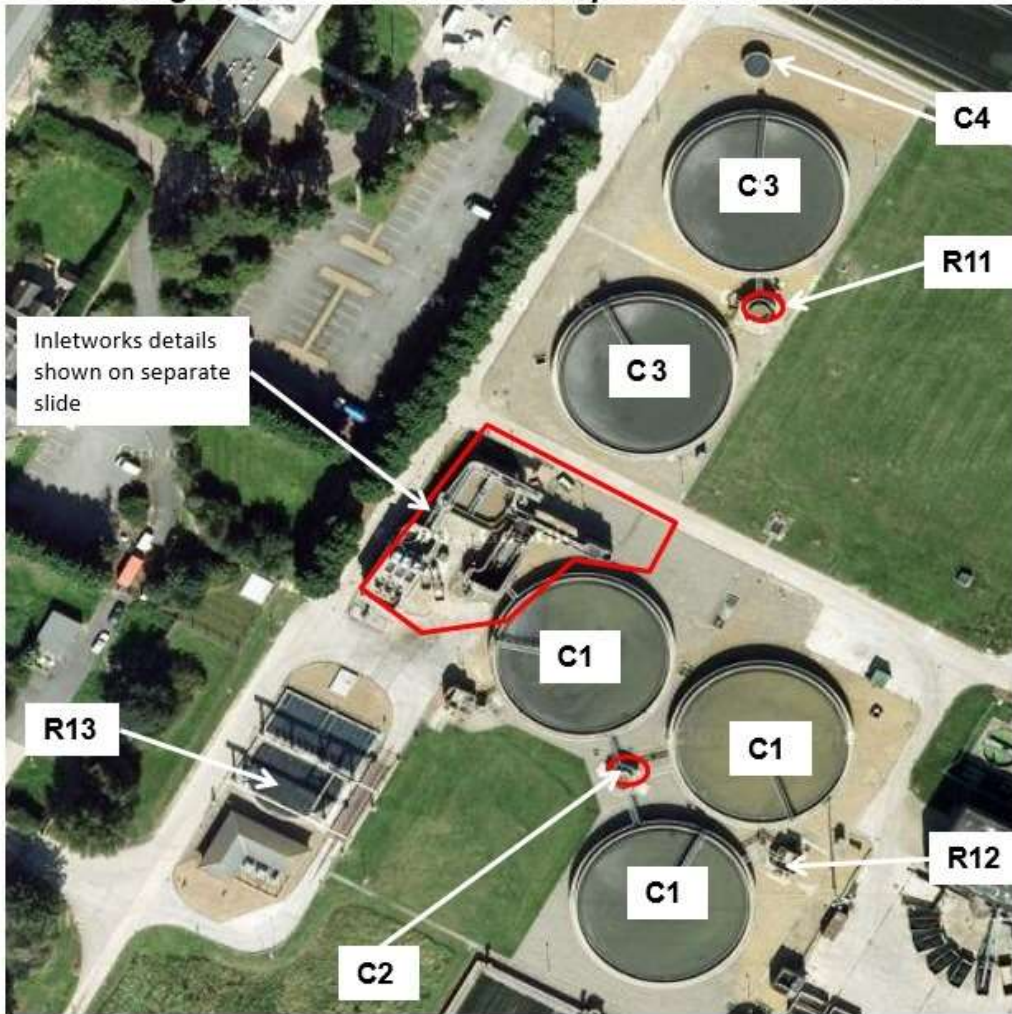 C4
C3
R11
Inletworks details
shown on separate
slide
C3
C1
R13
C1
R12
C1
C2